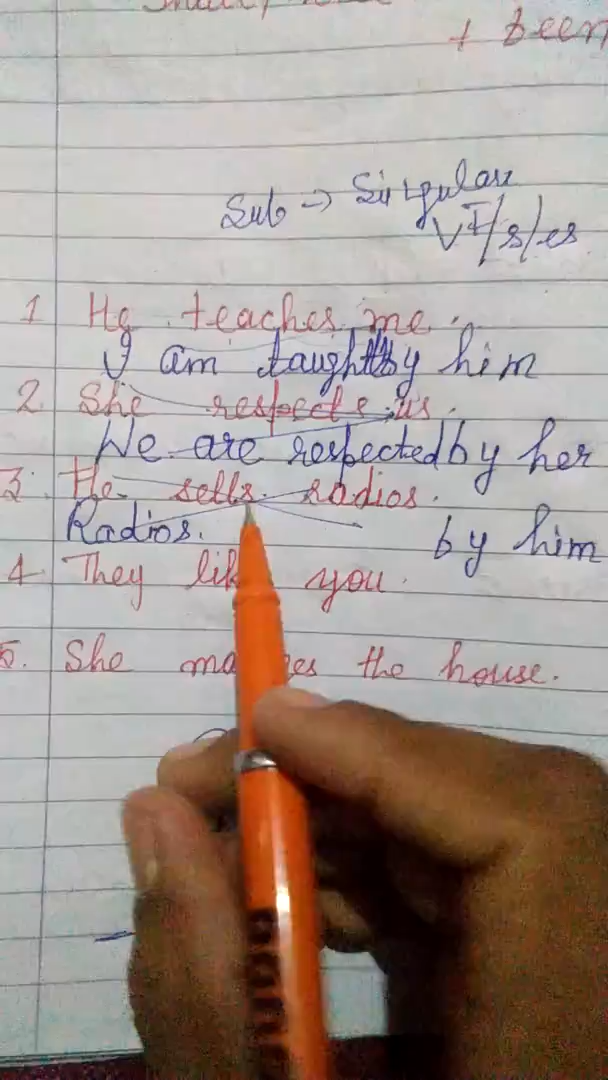 + been
Sub → Singular
VI/s/es
1 He teaches me.
I am taught by him
2. She respects us.
We are respected by her
3. He sells radios.
Radios. by him
4. They you.
5. She the house.